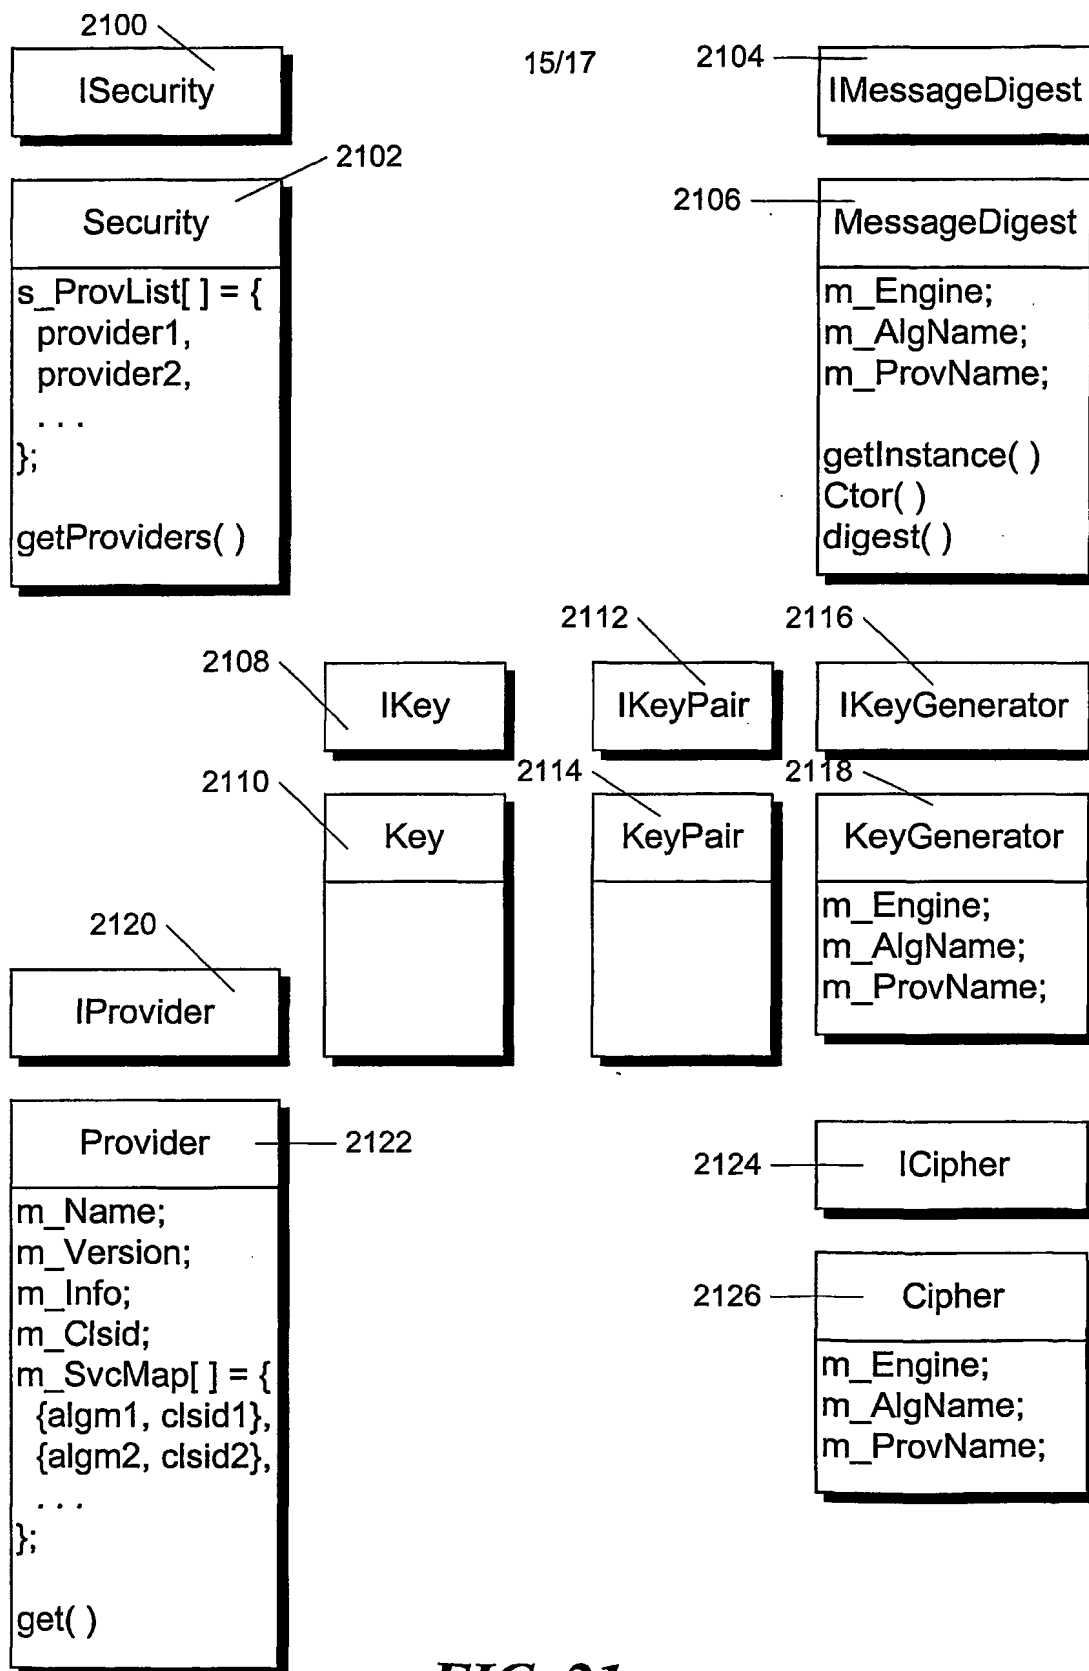 2100
15/17
2104
ISecurity
IMessageDigest
2102
2106
Security
s_ProvList[ ] = {
provider1,
provider2,
. . .
};
getProviders( )
MessageDigest
m_Engine;
m_AlgName;
m_ProvName;
getInstance( )
Ctor( )
digest( )
2108
2112
2116
IKey
IKeyPair
IKeyGenerator
2110
2114
2118
Key
KeyPair
KeyGenerator
m_Engine;
m_AlgName;
m_ProvName;
2120
IProvider
Provider
2122
m_Name;
m_Version;
m_Info;
m_Clsid;
m_SvcMap[ ] = {
{algm1, clsid1},
{algm2, clsid2},
. . .
};
get( )
2124
ICipher
2126
Cipher
m_Engine;
m_AlgName;
m_ProvName;
FIG. 21